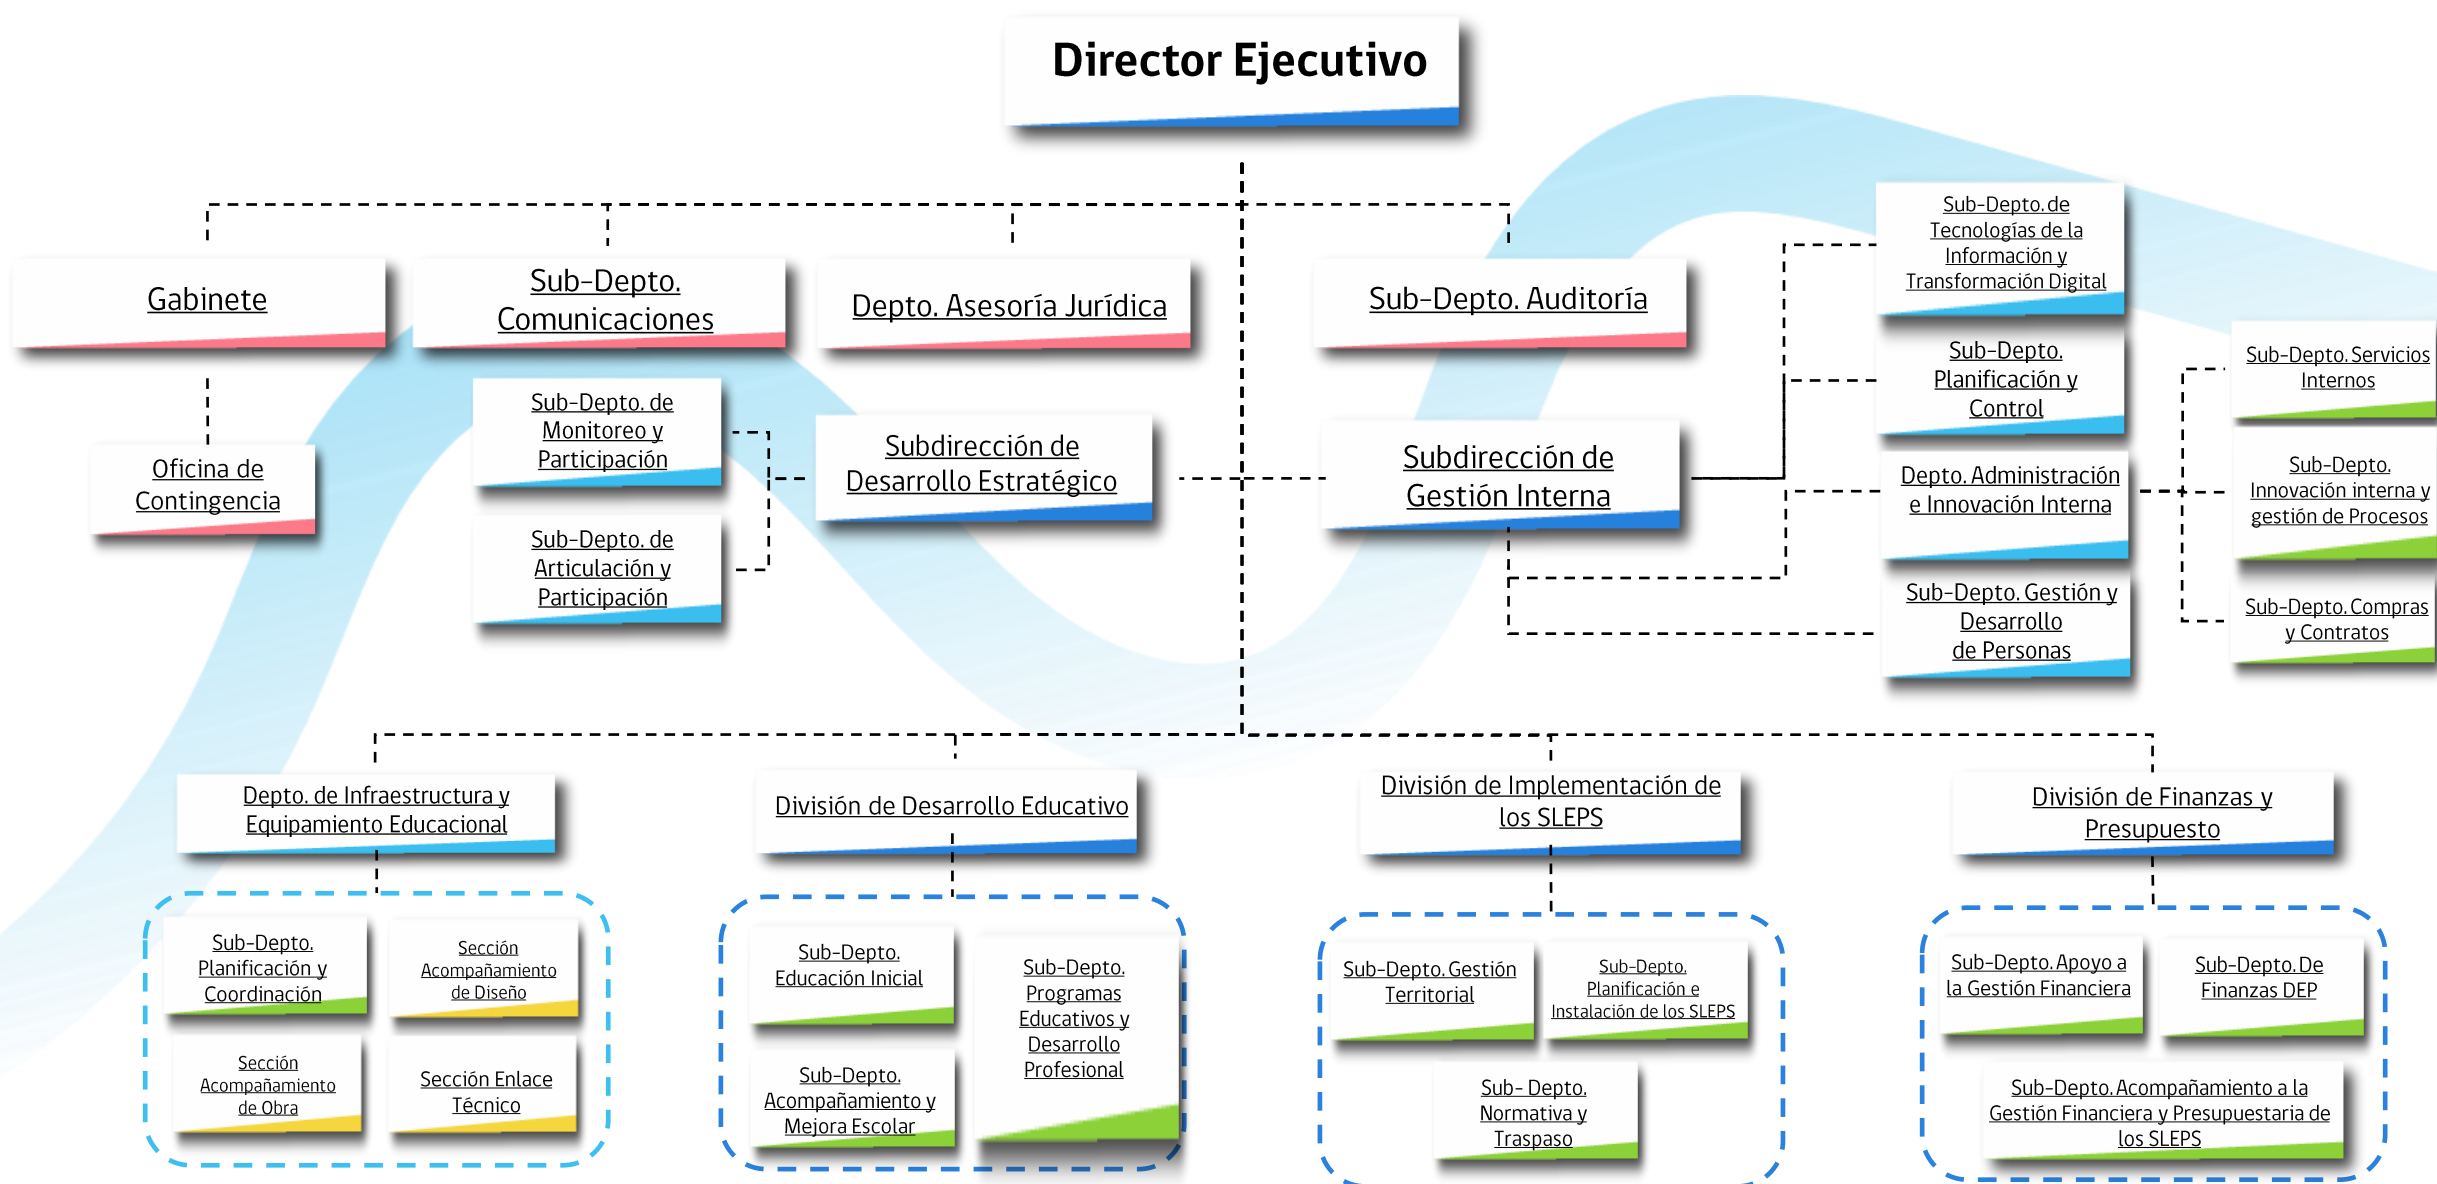 Director Ejecutivo
Gabinete
Sub-Depto.
Comunicaciones
Depto. Asesoría Jurídica
Sub-Depto. Auditoría
Oficina de
Contingencia
Sub-Depto. de
Monitoreo y
Participación
Sub-Depto. de
Articulación y
Participación
Subdirección de
Desarrollo Estratégico
Subdirección de
Gestión Interna
Sub-Depto. de
Tecnologías de la
Información y
Transformación Digital
Sub-Depto.
Planificación y
Control
Depto. Administración
e Innovación Interna
Sub-Depto. Gestión y
Desarrollo
de Personas
Sub-Depto. Servicios
Internos
Sub-Depto.
Innovación interna y
gestión de Procesos
Sub-Depto. Compras
y Contratos
Depto. de Infraestructura y
Equipamiento Educacional
División de Desarrollo Educativo
División de Implementación de
los SLEPS
División de Finanzas y
Presupuesto
Sub-Depto.
Planificación y
Coordinación
Sección
Acompañamiento
de Diseño
Sección
Acompañamiento
de Obra
Sección Enlace
Técnico
Sub-Depto.
Educación Inicial
Sub-Depto.
Acompañamiento y
Mejora Escolar
Sub-Depto.
Programas
Educativos y
Desarrollo
Profesional
Sub-Depto. Gestión
Territorial
Sub-Depto.
Planificación e
Instalación de los SLEPS
Sub- Depto.
Normativa y
Traspaso
Sub-Depto. Apoyo a
la Gestión Financiera
Sub-Depto. De
Finanzas DEP
Sub-Depto. Acompañamiento a la
Gestión Financiera y Presupuestaria de
los SLEPS